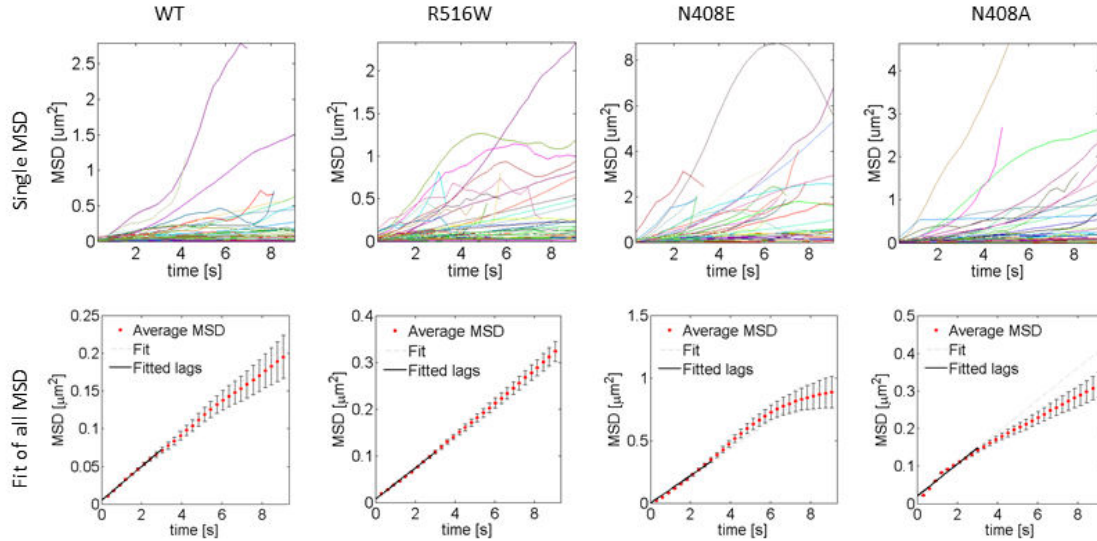 WT R516W N408E N408A
Single MSD
MSD [um²]
2.5
2
1.5
1
0.5
0
2 4 6 8
time [s]
MSD [um²]
2
1.5
1
0.5
0
2 4 6 8
time [s]
MSD [um²]
8
6
4
2
0
2 4 6 8
time [s]
MSD [um²]
4
3
2
1
0
2 4 6 8
time [s]
Fit of all MSD
MSD [μm²]
0.25
0.2
0.15
0.1
0.05
0
Average MSD
Fit
Fitted lags
0 2 4 6 8
time [s]
MSD [μm²]
0.4
0.3
0.2
0.1
0
Average MSD
Fit
Fitted lags
0 2 4 6 8
time [s]
MSD [μm²]
1.5
1
0.5
0
Average MSD
Fit
Fitted lags
0 2 4 6 8
time [s]
MSD [μm²]
0.5
0.4
0.3
0.2
0.1
0
Average MSD
Fit
Fitted lags
0 2 4 6 8
time [s]